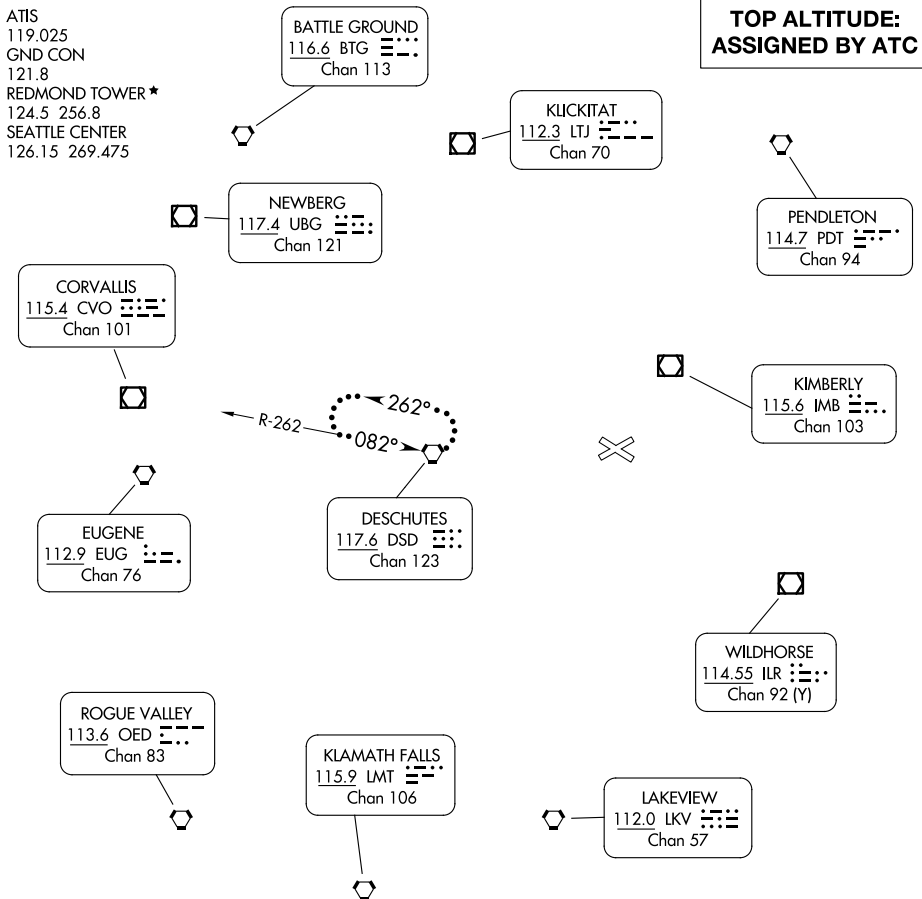 ATIS
119.025
GND CON
121.8
REDMOND TOWER ★
124.5 256.8
SEATTLE CENTER
126.15 269.475
TOP ALTITUDE:
ASSIGNED BY ATC
BATTLE GROUND
116.6 BTG
Chan 113
KLICKITAT
112.3 LTJ
Chan 70
NEWBERG
117.4 UBG
Chan 121
PENDLETON
114.7 PDT
Chan 94
CORVALLIS
115.4 CVO
Chan 101
KIMBERLY
115.6 IMB
Chan 103
262°
R-262
082°
EUGENE
112.9 EUG
Chan 76
DESCHUTES
117.6 DSD
Chan 123
WILDHORSE
114.55 ILR
Chan 92 (Y)
ROGUE VALLEY
113.6 OED
Chan 83
KLAMATH FALLS
115.9 LMT
Chan 106
LAKEVIEW
112.0 LKV
Chan 57